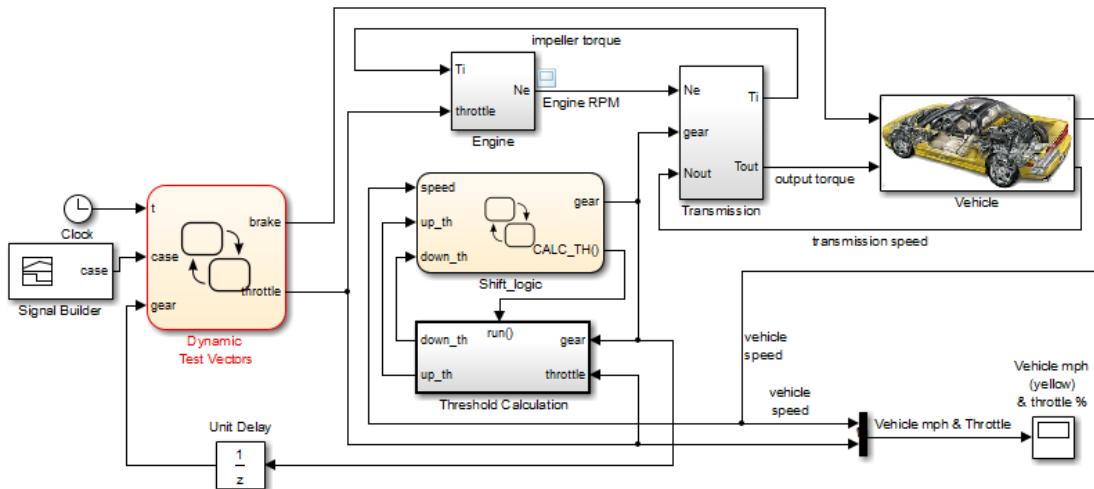 impeller torque
Ti
throttle
Ne
Engine
Engine RPM
Ne
gear
Nout
Ti
Tout
Transmission
output torque
Vehicle
transmission speed
Clock
case
Signal Builder
t
case
gear
brake
throttle
Dynamic
Test Vectors
speed
up_th
down_th
gear
CALC_TH()
Shift_logic
run()
down_th
up_th
gear
throttle
Threshold Calculation
vehicle
speed
vehicle
speed
Vehicle mph & Throttle
Vehicle mph
(yellow)
& throttle %
Unit Delay
1
z